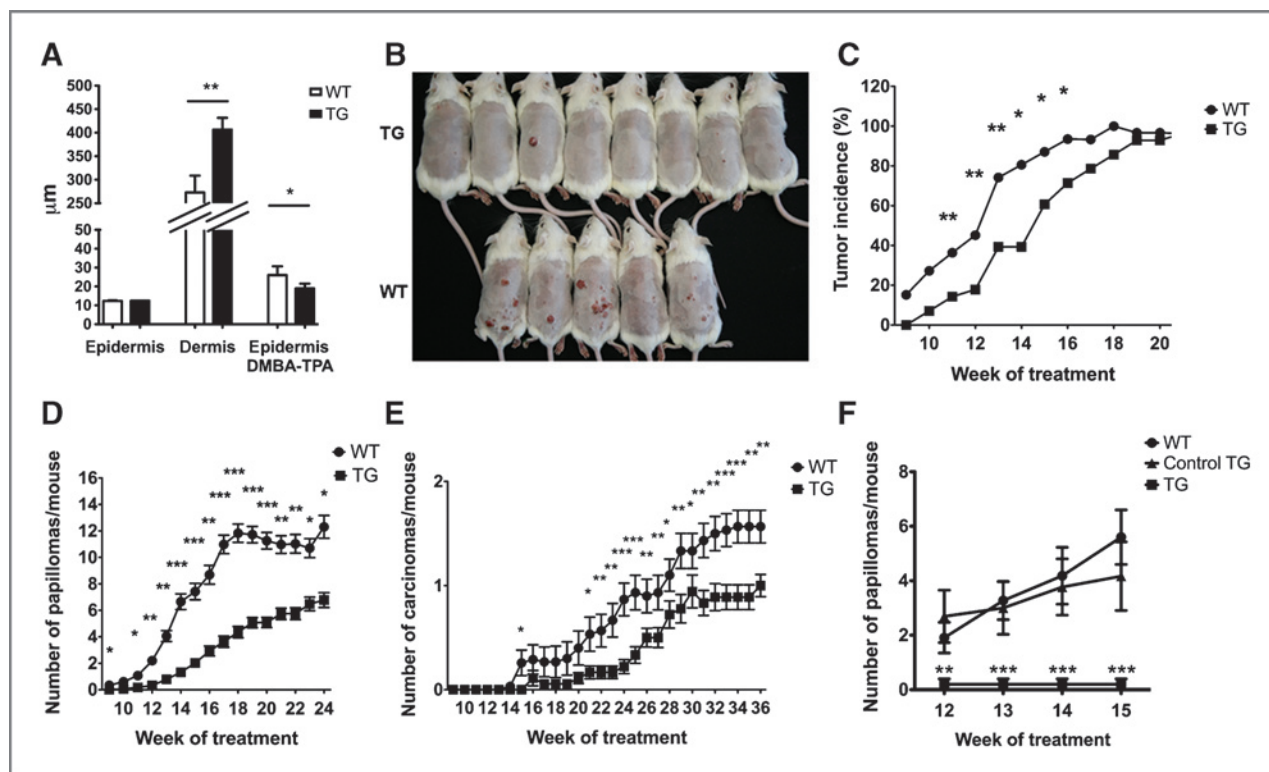 A
B
C
WT
TG
**
*
500
450
400
350
300
250
50
40
30
20
10
0
µm
Epidermis
Dermis
Epidermis
DMBA-TPA
TG
WT
WT
TG
120
100
80
60
40
20
0
Tumor incidence (%)
** ** ** * * *
10 12 14 16 18 20
Week of treatment
D
E
F
WT
TG
16
14
12
10
8
6
4
2
0
Number of papillomas/mouse
* * ** ** *** *** ** *** *** *** *** ** ** * *
10 12 14 16 18 20 22 24
Week of treatment
WT
TG
2
1
0
Number of carcinomas/mouse
* * ** ** *** *** ** ** * ** * ** ** *** *** ** **
10 12 14 16 18 20 22 24 26 28 30 32 34 36
Week of treatment
WT
Control TG
TG
8
6
4
2
0
Number of papillomas/mouse
** *** *** ***
12 13 14 15
Week of treatment